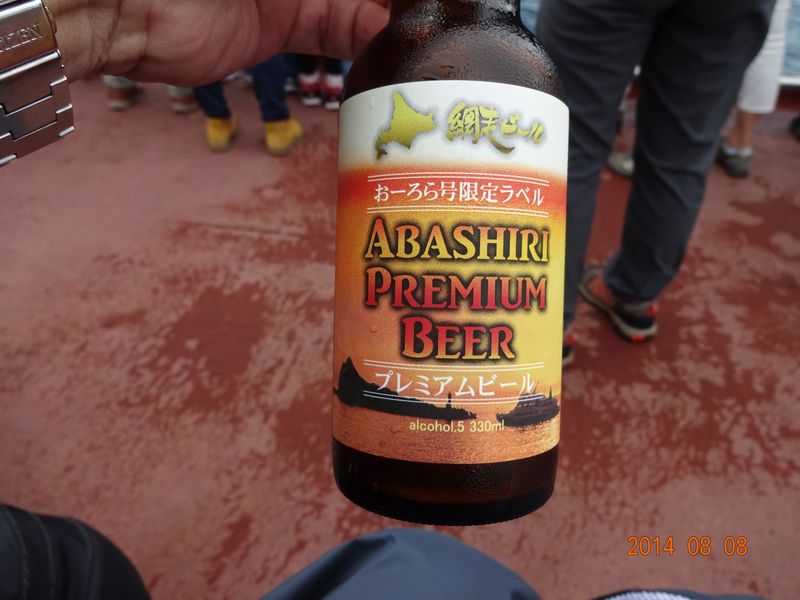 CITIZEN
網走ビール
おーろら号限定ラベル
ABASHIRI
PREMIUM
BEER
プレミアムビール
alcohol.5 330ml
2014 08 08